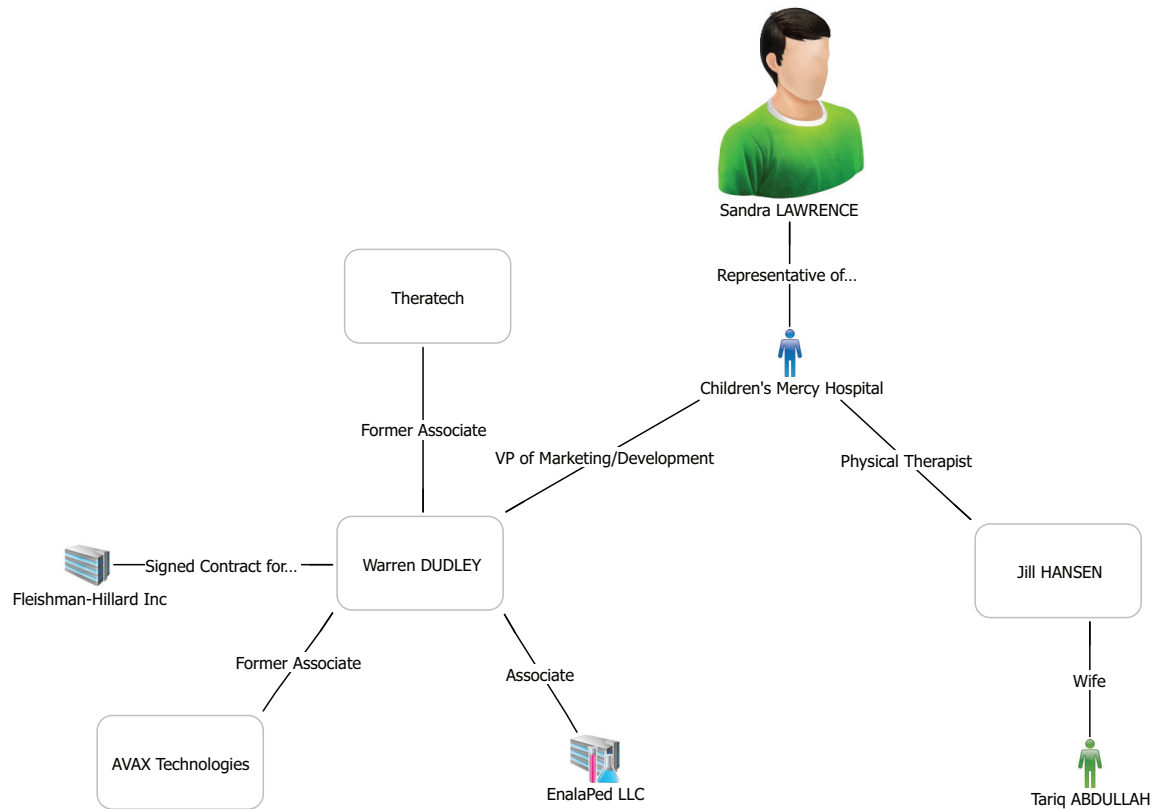 Sandra LAWRENCE
Representative of...
Theratech
Children's Mercy Hospital
Former Associate
VP of Marketing/Development
Physical Therapist
Signed Contract for...
Warren DUDLEY
Jill HANSEN
Fleishman-Hillard Inc
Former Associate
Associate
Wife
AVAX Technologies
EnalaPed LLC
Tariq ABDULLAH